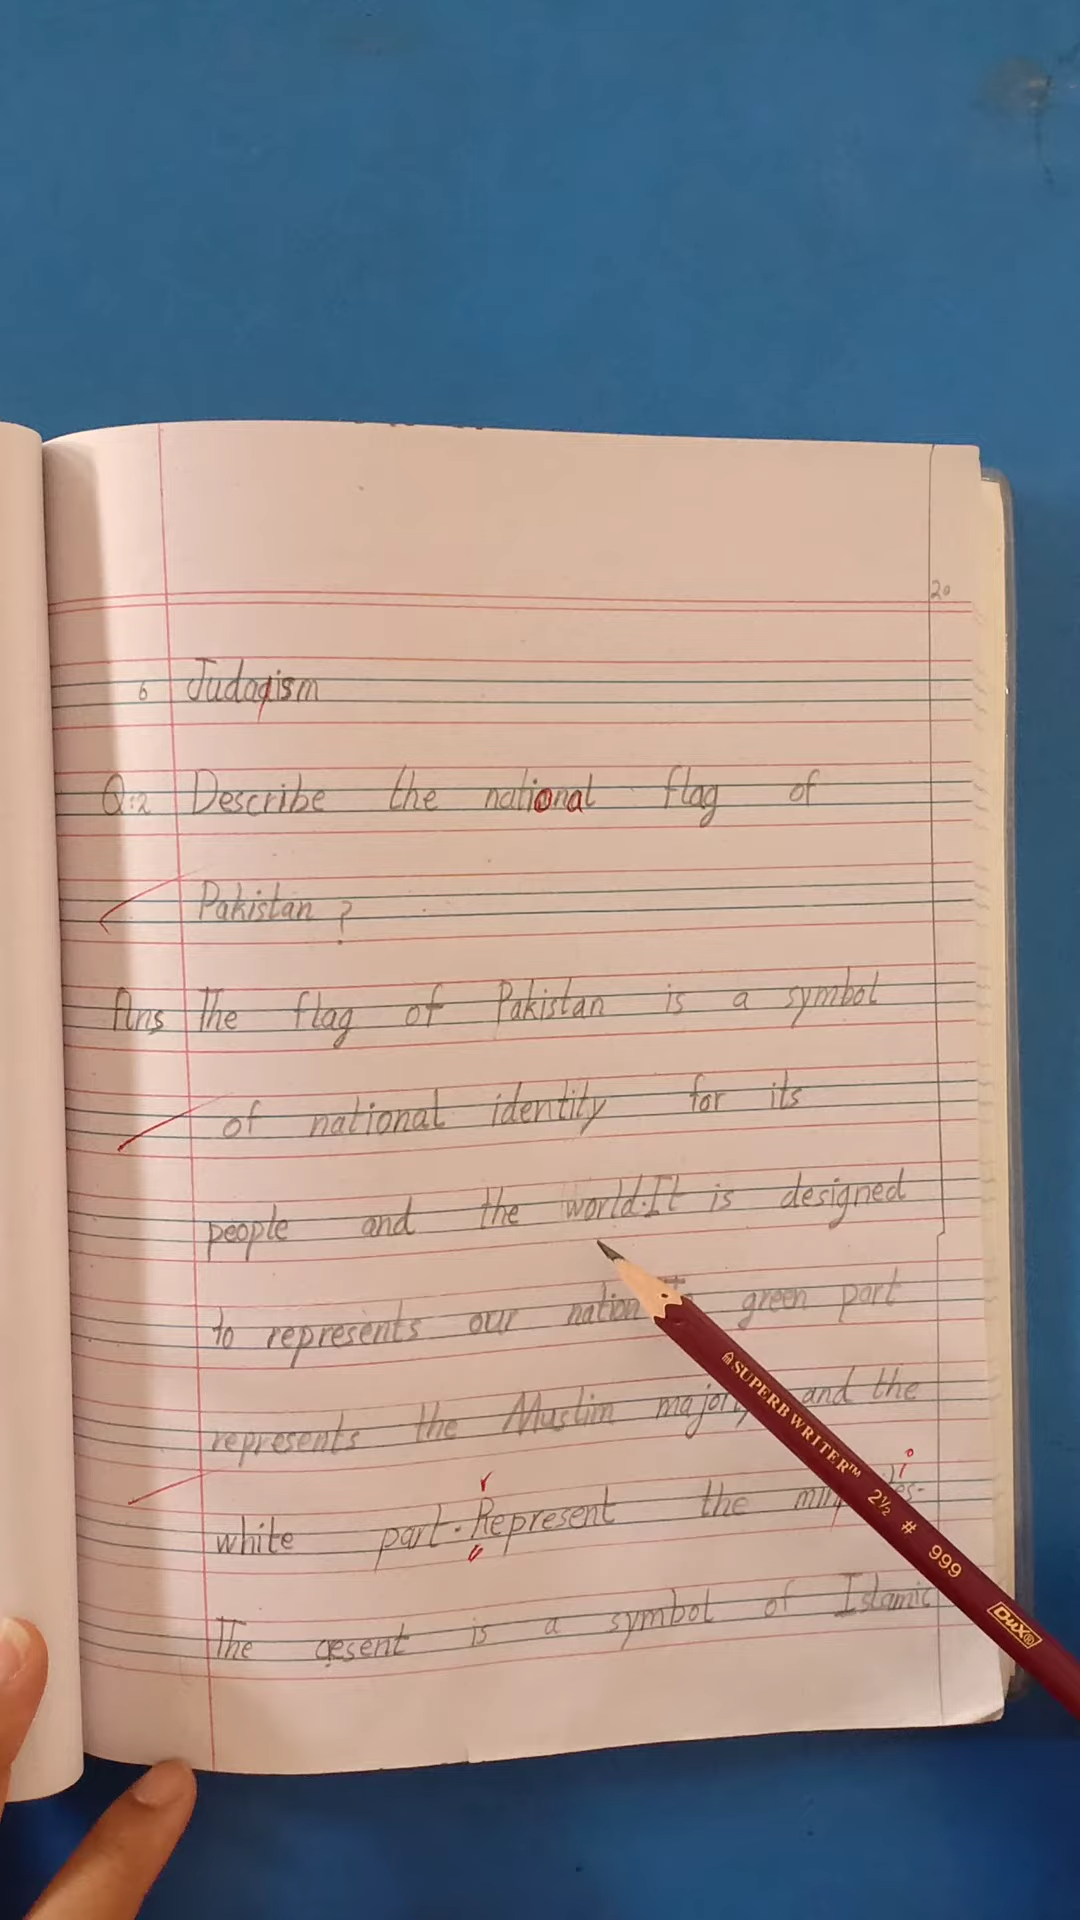 20
6 Judaism
Q:2 Describe the national flag of
Pakistan ?
Ans The flag of Pakistan is a symbol
of national identity for its
people and the world. It is designed
to represents our nation green part
represents the Muslim and the
r i
white part. Represent the
The cresent is a symbol of Islamic
SUPERB WRITER™ 2½ # 999 DUX®